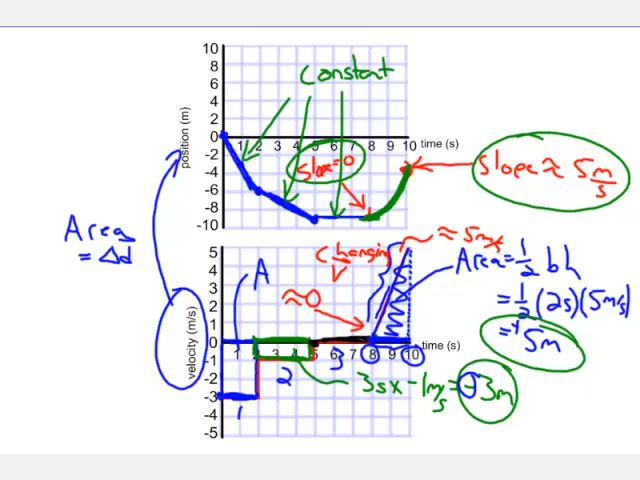 10
8
6
4
2
0
-2
-4
-6
-8
-10
position (m)
1 2 3 4 5 6 7 8 9 10 time (s)
constant
slope=0
slope ≈ 5 m/s
Area
= Δd
5
4
3
2
1
0
-1
-2
-3
-4
-5
velocity (m/s)
1 2 3 4 5 6 7 8 9 10 time (s)
A
≈0
Changing
V
≈ 5 m/s
Area = 1/2 bh
= 1/2 (2s)(5m/s)
= +5m
1
2
3
3s x -1 m/s = -3m